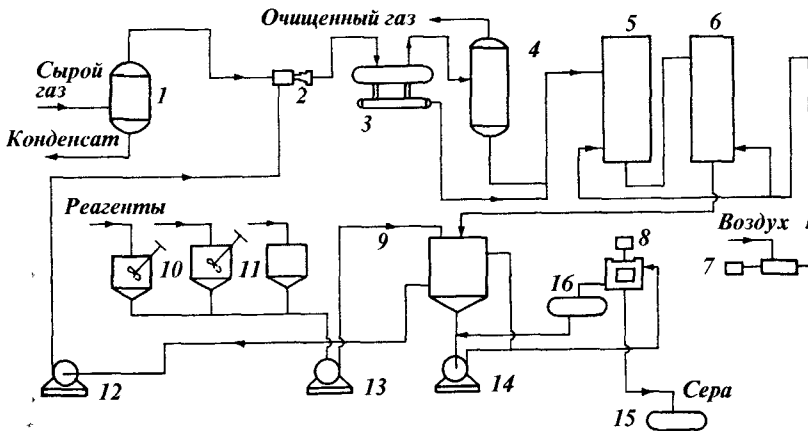 Очищенный газ
4
5
6
Сырой газ
1
2
3
Конденсат
Реагенты
9
Воздух
8
10
11
16
7
12
13
14
Сера
15